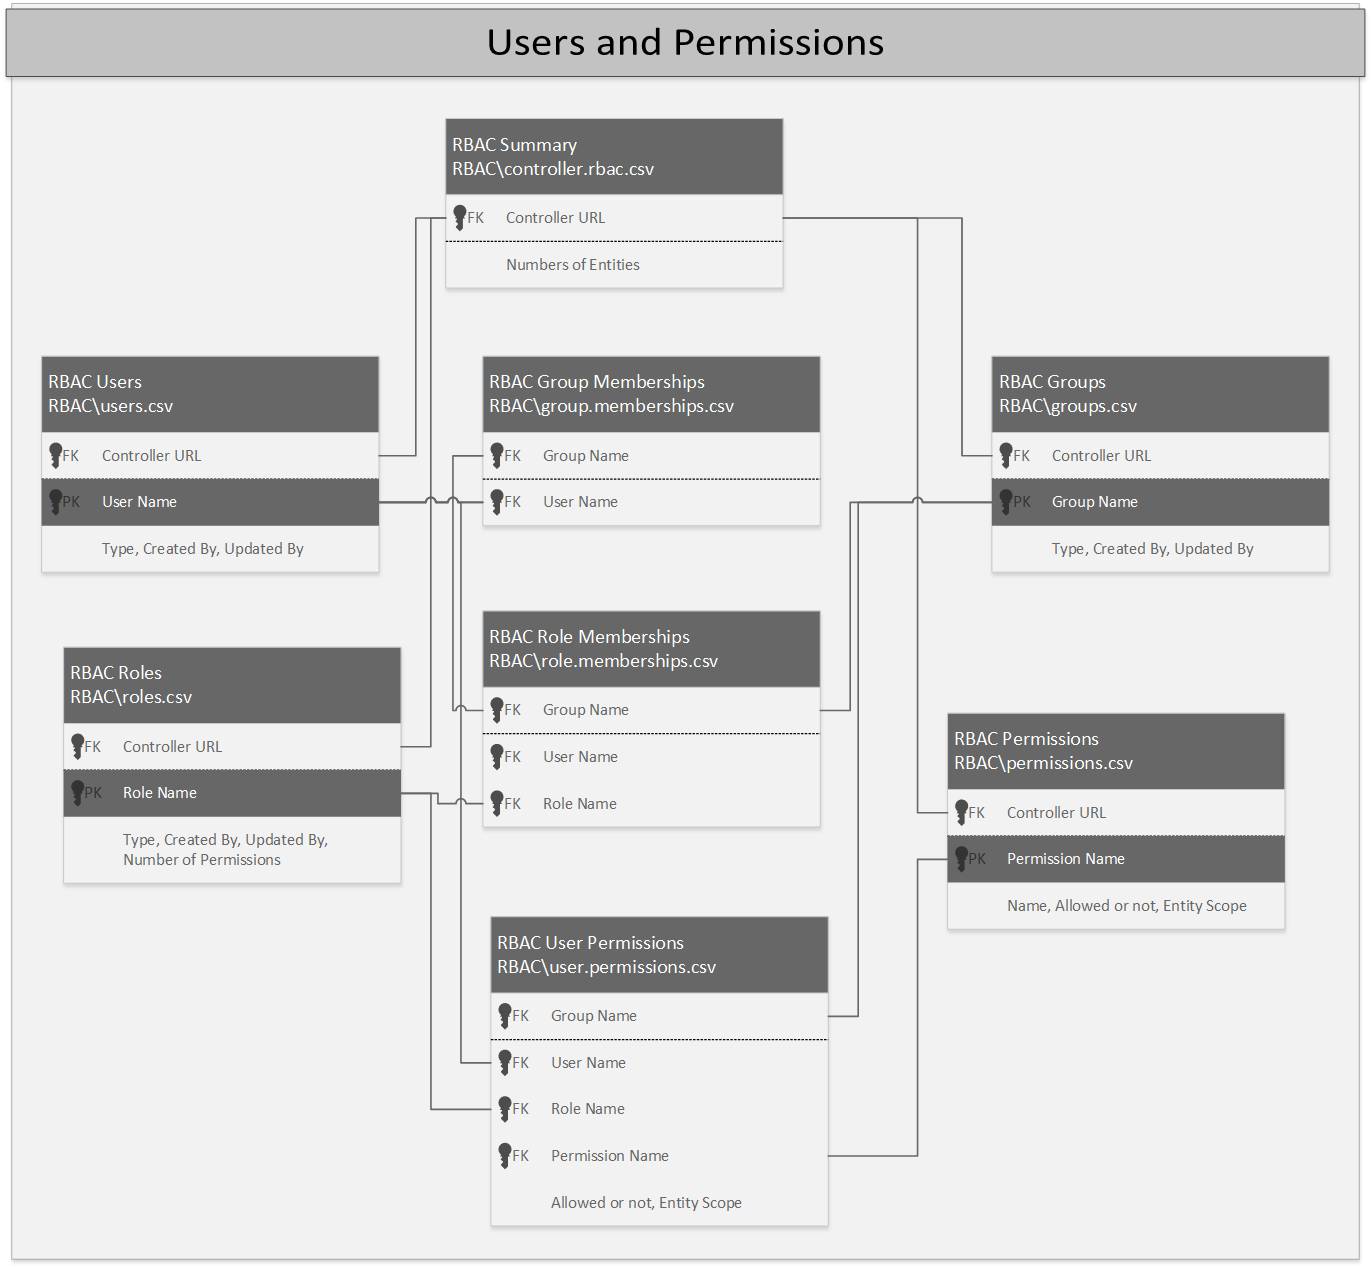 Users and Permissions
RBAC Summary
RBAC\controller.rbac.csv
FK Controller URL
Numbers of Entities
RBAC Users
RBAC\users.csv
FK Controller URL
PK User Name
Type, Created By, Updated By
RBAC Group Memberships
RBAC\group.memberships.csv
FK Group Name
FK User Name
RBAC Groups
RBAC\groups.csv
FK Controller URL
PK Group Name
Type, Created By, Updated By
RBAC Roles
RBAC\roles.csv
FK Controller URL
PK Role Name
Type, Created By, Updated By,
Number of Permissions
RBAC Role Memberships
RBAC\role.memberships.csv
FK Group Name
FK User Name
FK Role Name
RBAC Permissions
RBAC\permissions.csv
FK Controller URL
PK Permission Name
Name, Allowed or not, Entity Scope
RBAC User Permissions
RBAC\user.permissions.csv
FK Group Name
FK User Name
FK Role Name
FK Permission Name
Allowed or not, Entity Scope